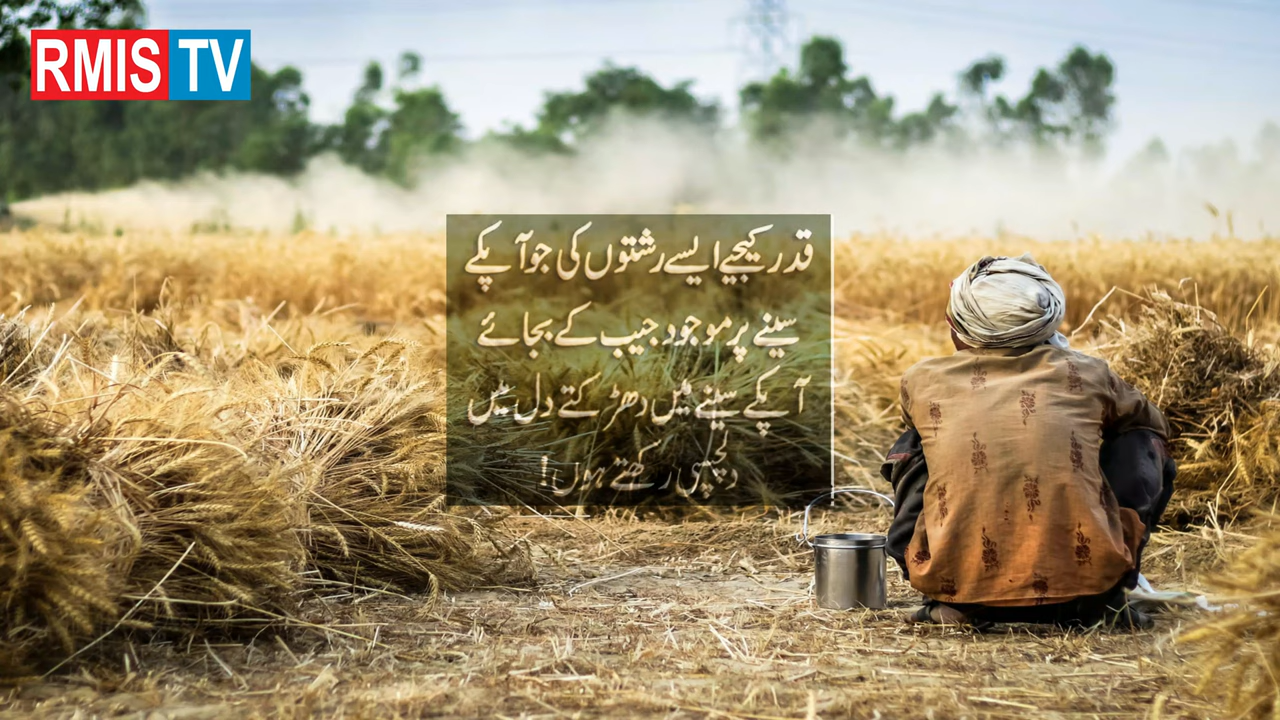 RMIS TV
قدر کیجیے ایسے رشتوں کی جو آپکے
سینے پر موجود جیب کے بجائے
آپکے سینے میں دھڑکتے دل میں
دلچسپی رکھتے ہوں!